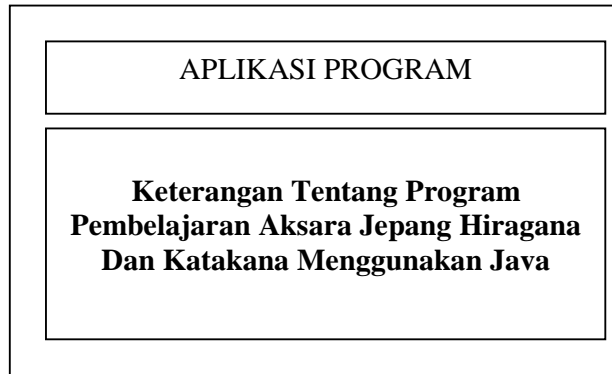 APLIKASI PROGRAM
Keterangan Tentang Program
Pembelajaran Aksara Jepang Hiragana
Dan Katakana Menggunakan Java